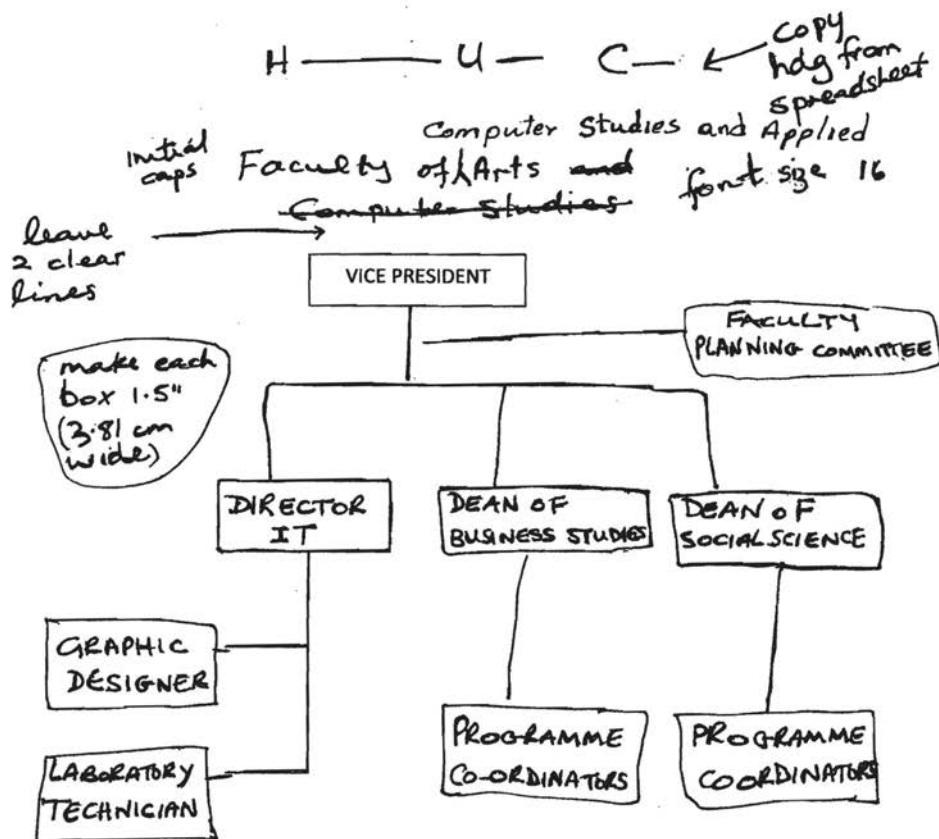 H — U — C —
copy
hdg from
spreadsheet
Computer Studies and Applied
initial
caps
Faculty of Arts and
font size 16
Computer Studies
leave
2 clear
lines
VICE PRESIDENT
FACULTY
PLANNING COMMITTEE
make each
box 1.5"
(3.81 cm
wide)
DIRECTOR
IT
DEAN OF
BUSINESS STUDIES
DEAN OF
SOCIAL SCIENCE
GRAPHIC
DESIGNER
LABORATORY
TECHNICIAN
PROGRAMME
CO-ORDINATORS
PROGRAMME
COORDINATORS